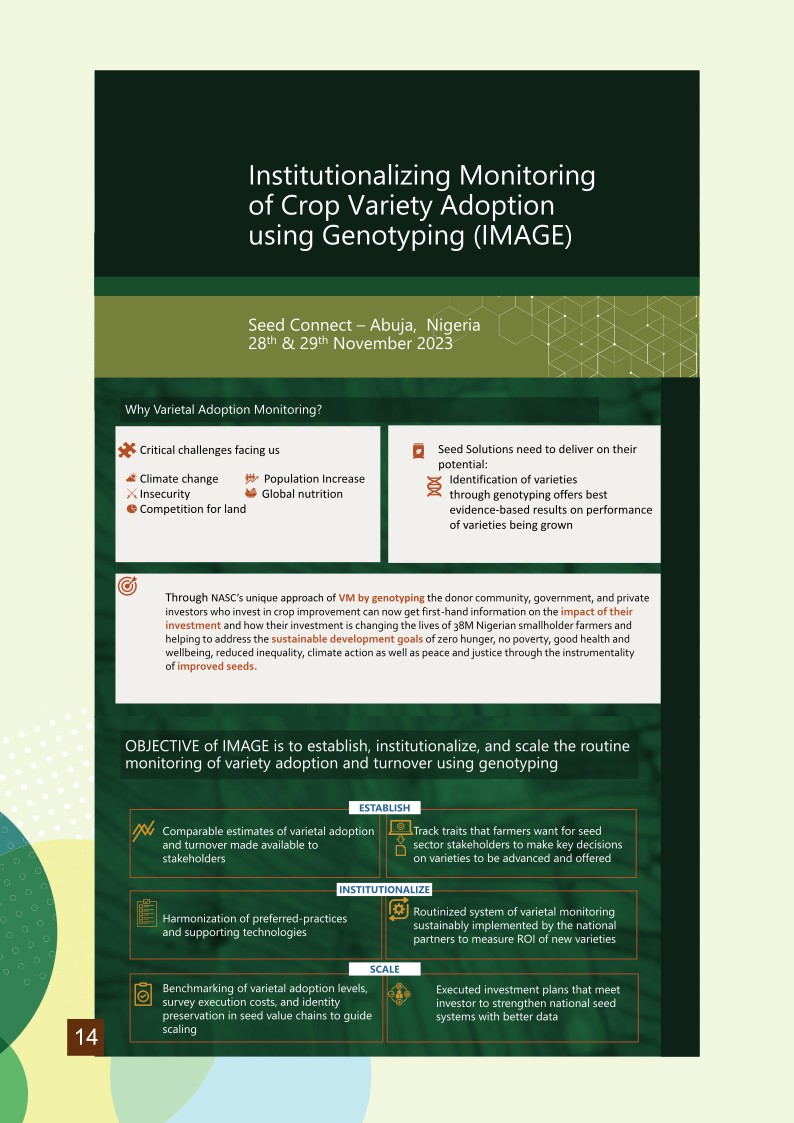 Institutionalizing Monitoring
of Crop Variety Adoption
using Genotyping (IMAGE)
Seed Connect – Abuja, Nigeria
28th & 29th November 2023
Why Varietal Adoption Monitoring?
Critical challenges facing us
Climate change
Population Increase
Insecurity
Global nutrition
Competition for land
Seed Solutions need to deliver on their
potential:
Identification of varieties
through genotyping offers best
evidence-based results on performance
of varieties being grown
Through NASC's unique approach of VM by genotyping the donor community, government, and private
investors who invest in crop improvement can now get first-hand information on the impact of their
investment and how their investment is changing the lives of 38M Nigerian smallholder farmers and
helping to address the sustainable development goals of zero hunger, no poverty, good health and
wellbeing, reduced inequality, climate action as well as peace and justice through the instrumentality
of improved seeds.
OBJECTIVE of IMAGE is to establish, institutionalize, and scale the routine
monitoring of variety adoption and turnover using genotyping
ESTABLISH
Comparable estimates of varietal adoption
and turnover made available to
stakeholders
Track traits that farmers want for seed
sector stakeholders to make key decisions
on varieties to be advanced and offered
INSTITUTIONALIZE
Harmonization of preferred-practices
and supporting technologies
Routinized system of varietal monitoring
sustainably implemented by the national
partners to measure ROI of new varieties
SCALE
Benchmarking of varietal adoption levels,
survey execution costs, and identity
preservation in seed value chains to guide
scaling
Executed investment plans that meet
investor to strengthen national seed
systems with better data
14